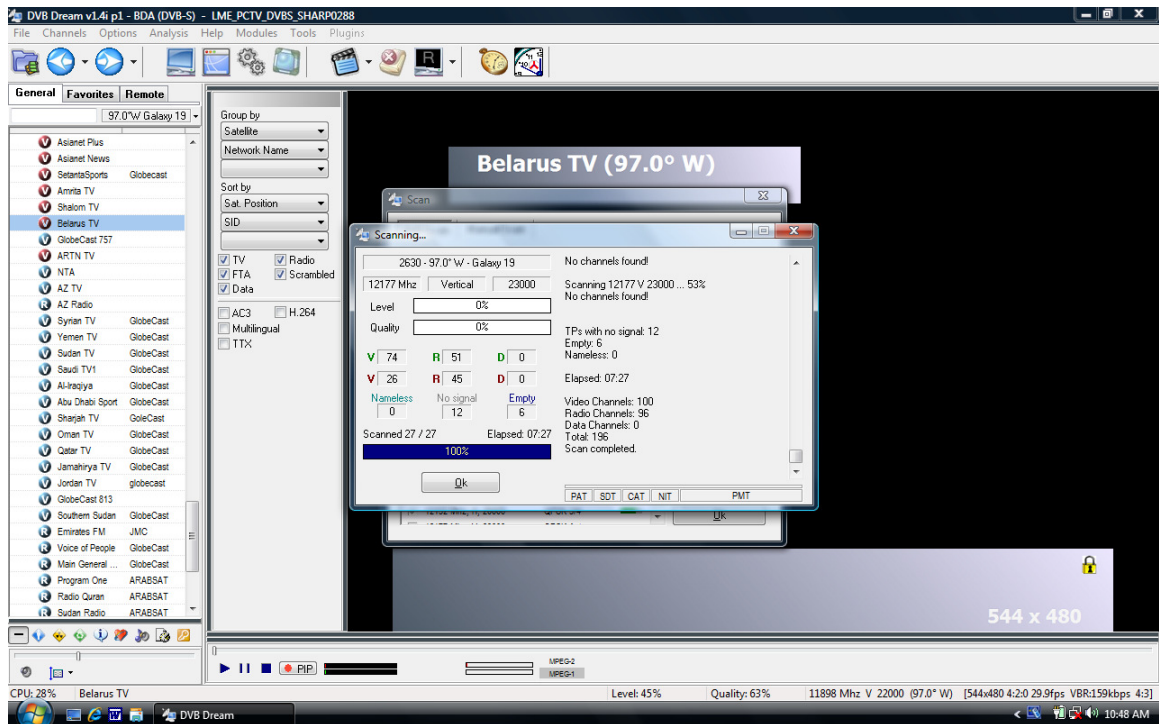 DVB Dream v1.4i p1 - BDA (DVB-S) - LME_PCTV_DVBS_SHARP0288
File Channels Options Analysis Help Modules Tools Plugins
General Favorites Remote
97.0°W Galaxy 19
Asianet Plus
Asianet News
SetantaSports Globecast
Amrita TV
Shalom TV
Belarus TV
GlobeCast 757
ARTN TV
NTA
AZ TV
AZ Radio
Syrian TV GlobeCast
Yemen TV GlobeCast
Sudan TV GlobeCast
Saudi TV1 GlobeCast
Al-Iraqiya GlobeCast
Abu Dhabi Sport GlobeCast
Sharjah TV GoleCast
Oman TV GlobeCast
Qatar TV GlobeCast
Jamahirya TV GlobeCast
Jordan TV globecast
GlobeCast 813
Southern Sudan GlobeCast
Emirates FM JMC
Voice of People GlobeCast
Main General ... GlobeCast
Program One ARABSAT
Radio Quran ARABSAT
Sudan Radio ARABSAT
Group by
Satellite
Network Name
Sort by
Sat. Position
SID
TV Radio
FTA Scrambled
Data
AC3 H.264
Multilingual
TTX
Belarus TV (97.0° W)
Scan
Scanning...
2630 - 97.0° W - Galaxy 19
12177 Mhz Vertical 23000
Level 0%
Quality 0%
V 74 R 51 D 0
V 26 R 45 D 0
Nameless No signal Empty
0 12 6
Scanned 27 / 27 Elapsed: 07:27
100%
Ok
No channels found!
Scanning 12177 V 23000 ... 53%
No channels found!
TPs with no signal: 12
Empty: 6
Nameless: 0
Elapsed: 07:27
Video Channels: 100
Radio Channels: 96
Data Channels: 0
Total: 196
Scan completed.
PAT SDT CAT NIT PMT
Ok
544 x 480
PIP
MPEG-2
MPEG-1
CPU: 28% Belarus TV Level: 45% Quality: 63% 11898 Mhz V 22000 (97.0° W) [544x480 4:2:0 29.9fps VBR:159kbps 4:3]
DVB Dream 10:48 AM